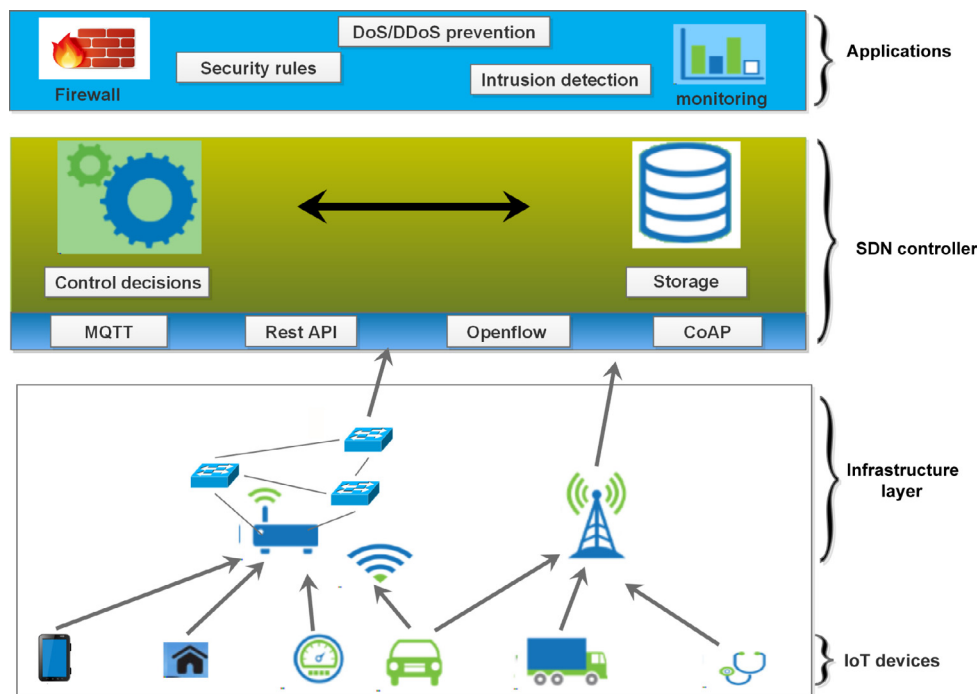 DoS/DDoS prevention
Applications
Security rules
Intrusion detection
Firewall
monitoring
SDN controller
Control decisions
Storage
MQTT
Rest API
Openflow
CoAP
Infrastructure
layer
IoT devices